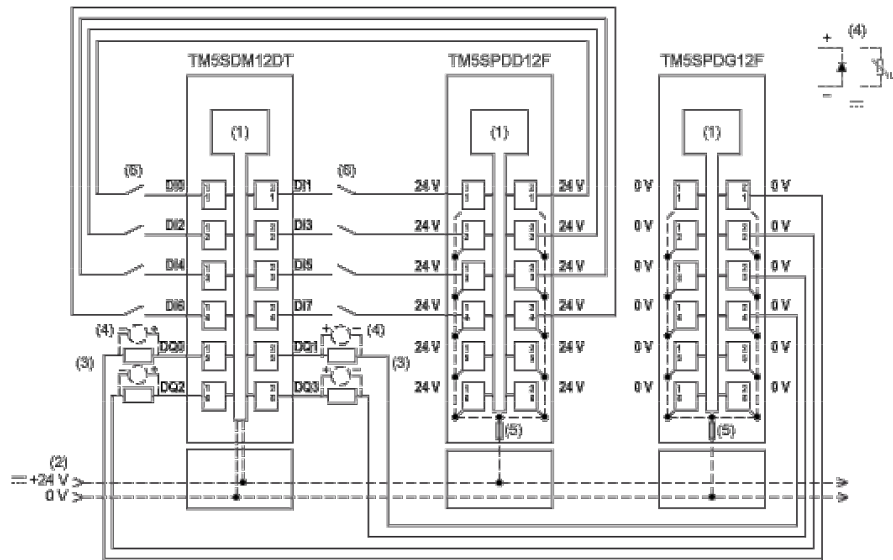 (4)
+
−
TM5SDM12DT TM5SPDD12F TM5SPDG12F
(1) (1) (1)
(6) (6)
DI0 DI1 24 V 24 V 0 V 0 V
DI2 DI3 24 V 24 V 0 V 0 V
DI4 DI5 24 V 24 V 0 V 0 V
DI6 DI7 24 V 24 V 0 V 0 V
(4) (4)
(3) DQ0 DQ1 (3) 24 V 24 V 0 V 0 V
DQ2 DQ3 24 V 24 V 0 V 0 V
(5) (5)
(2)
+24 V
0 V